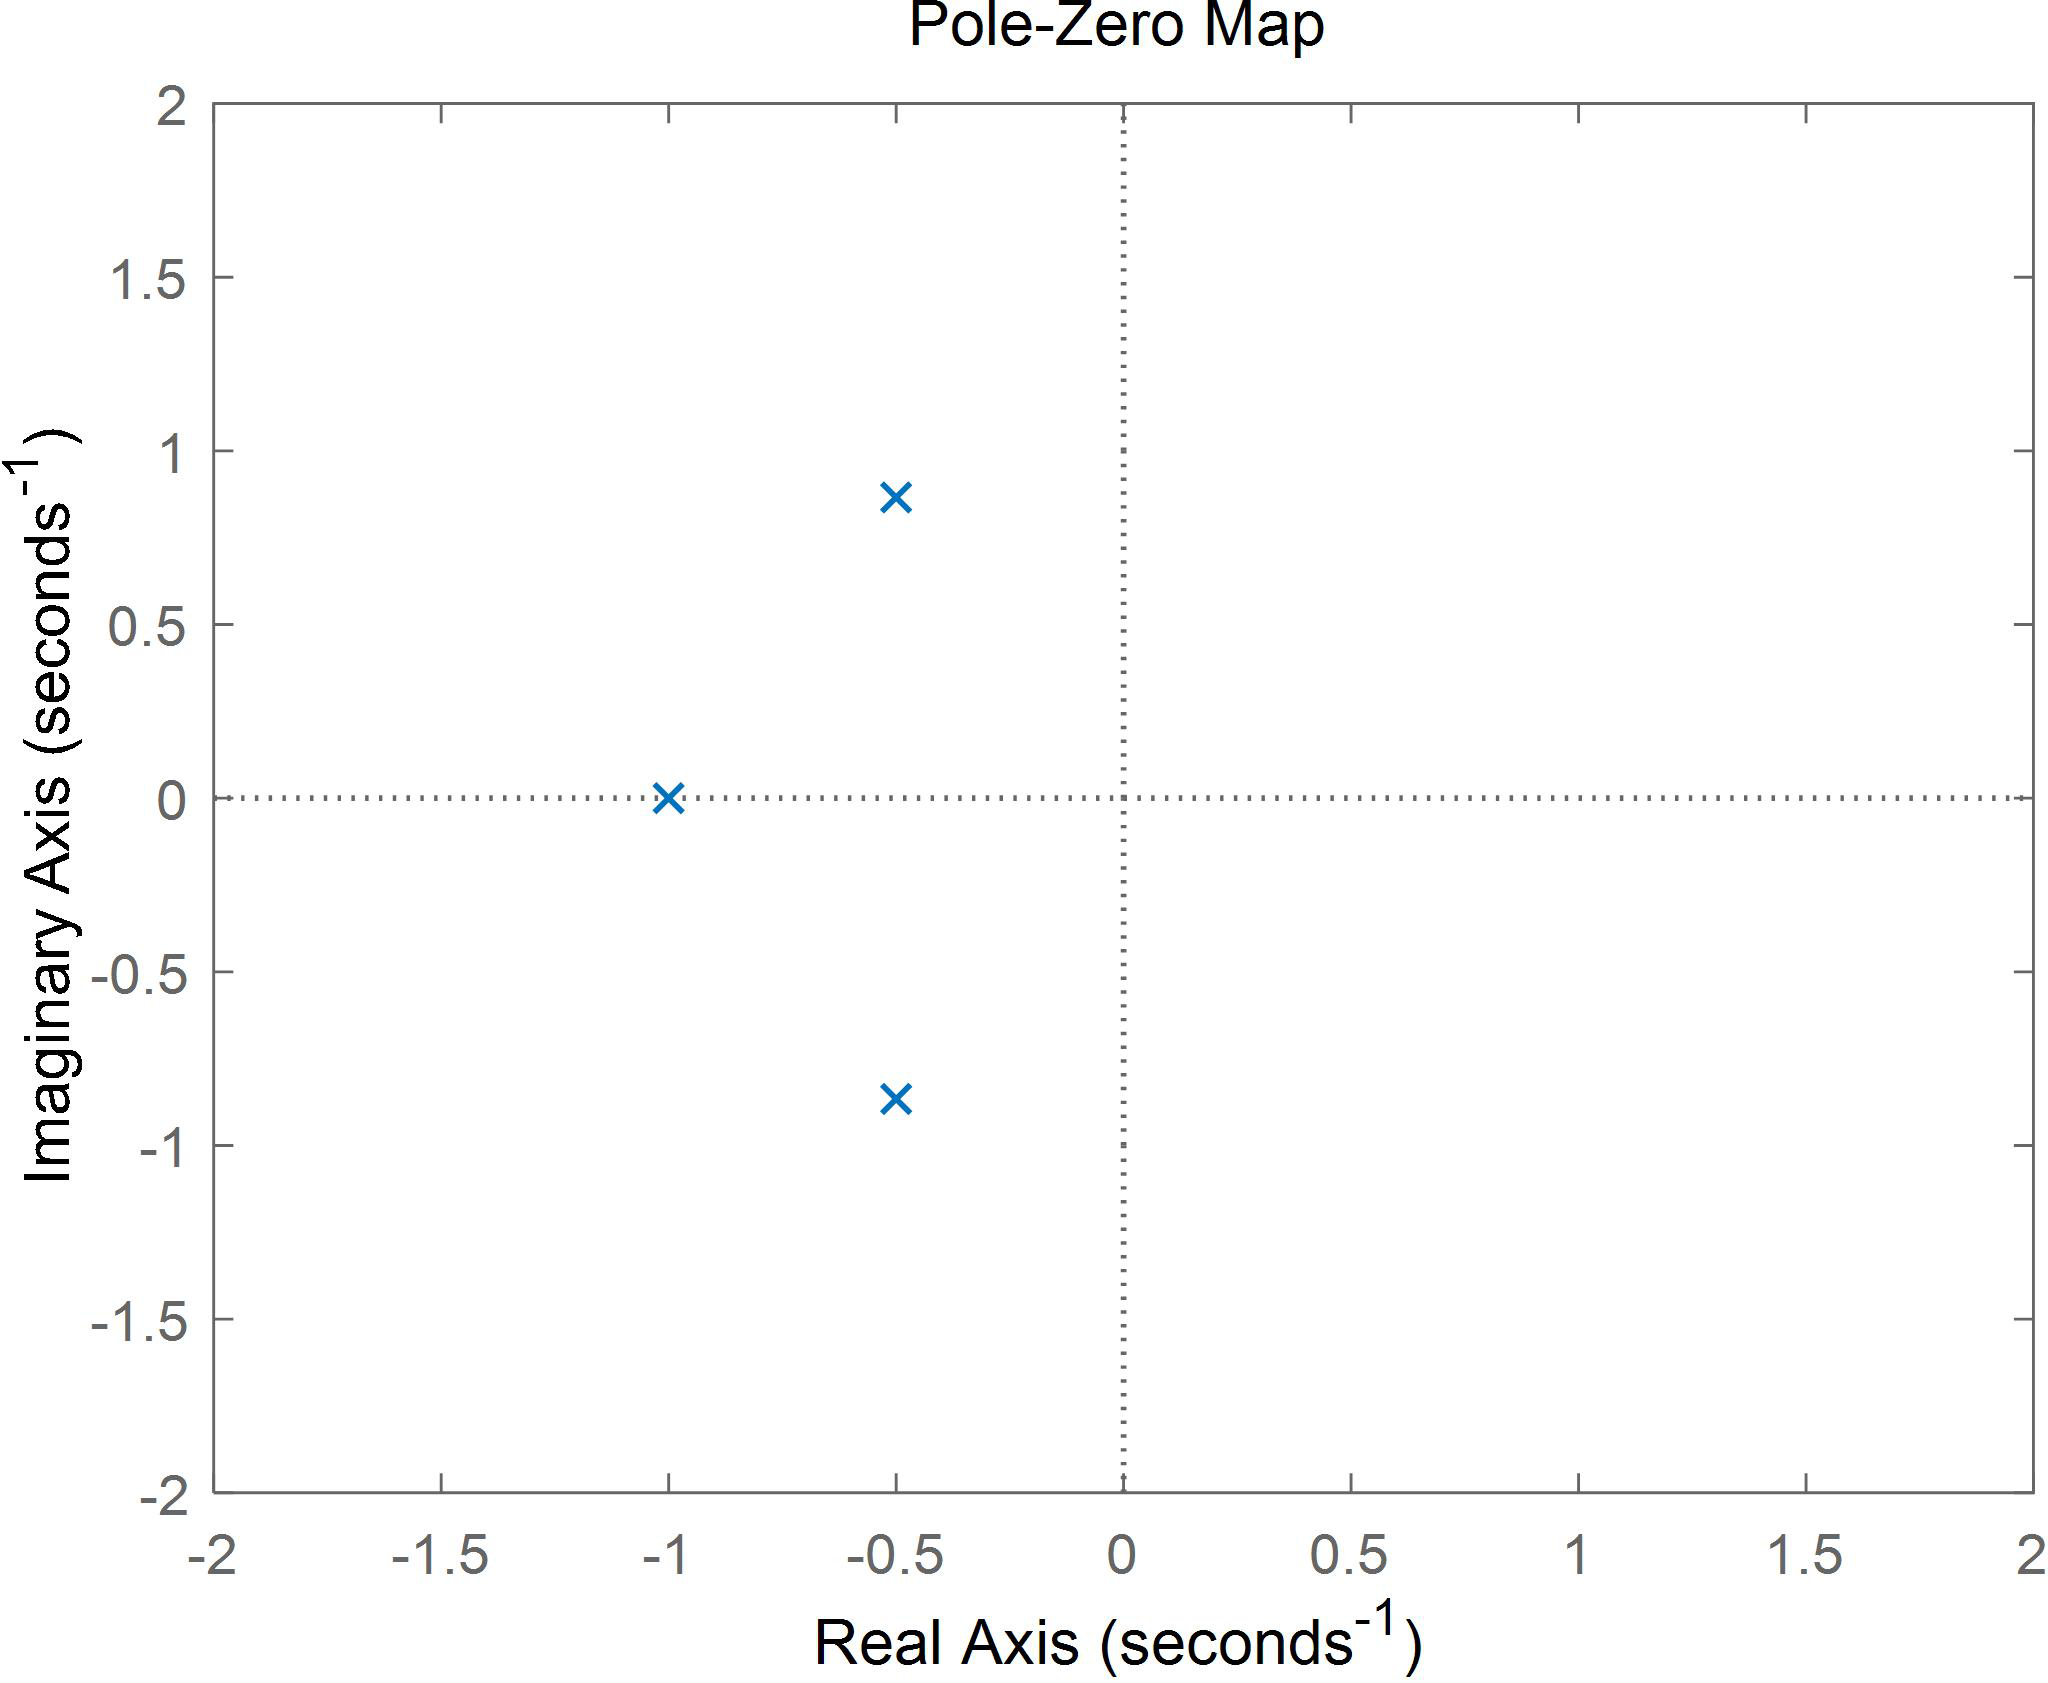 Pole-Zero Map
2
1.5
1
0.5
0
-0.5
-1
-1.5
-2
Imaginary Axis (seconds⁻¹)
-2 -1.5 -1 -0.5 0 0.5 1 1.5 2
Real Axis (seconds⁻¹)